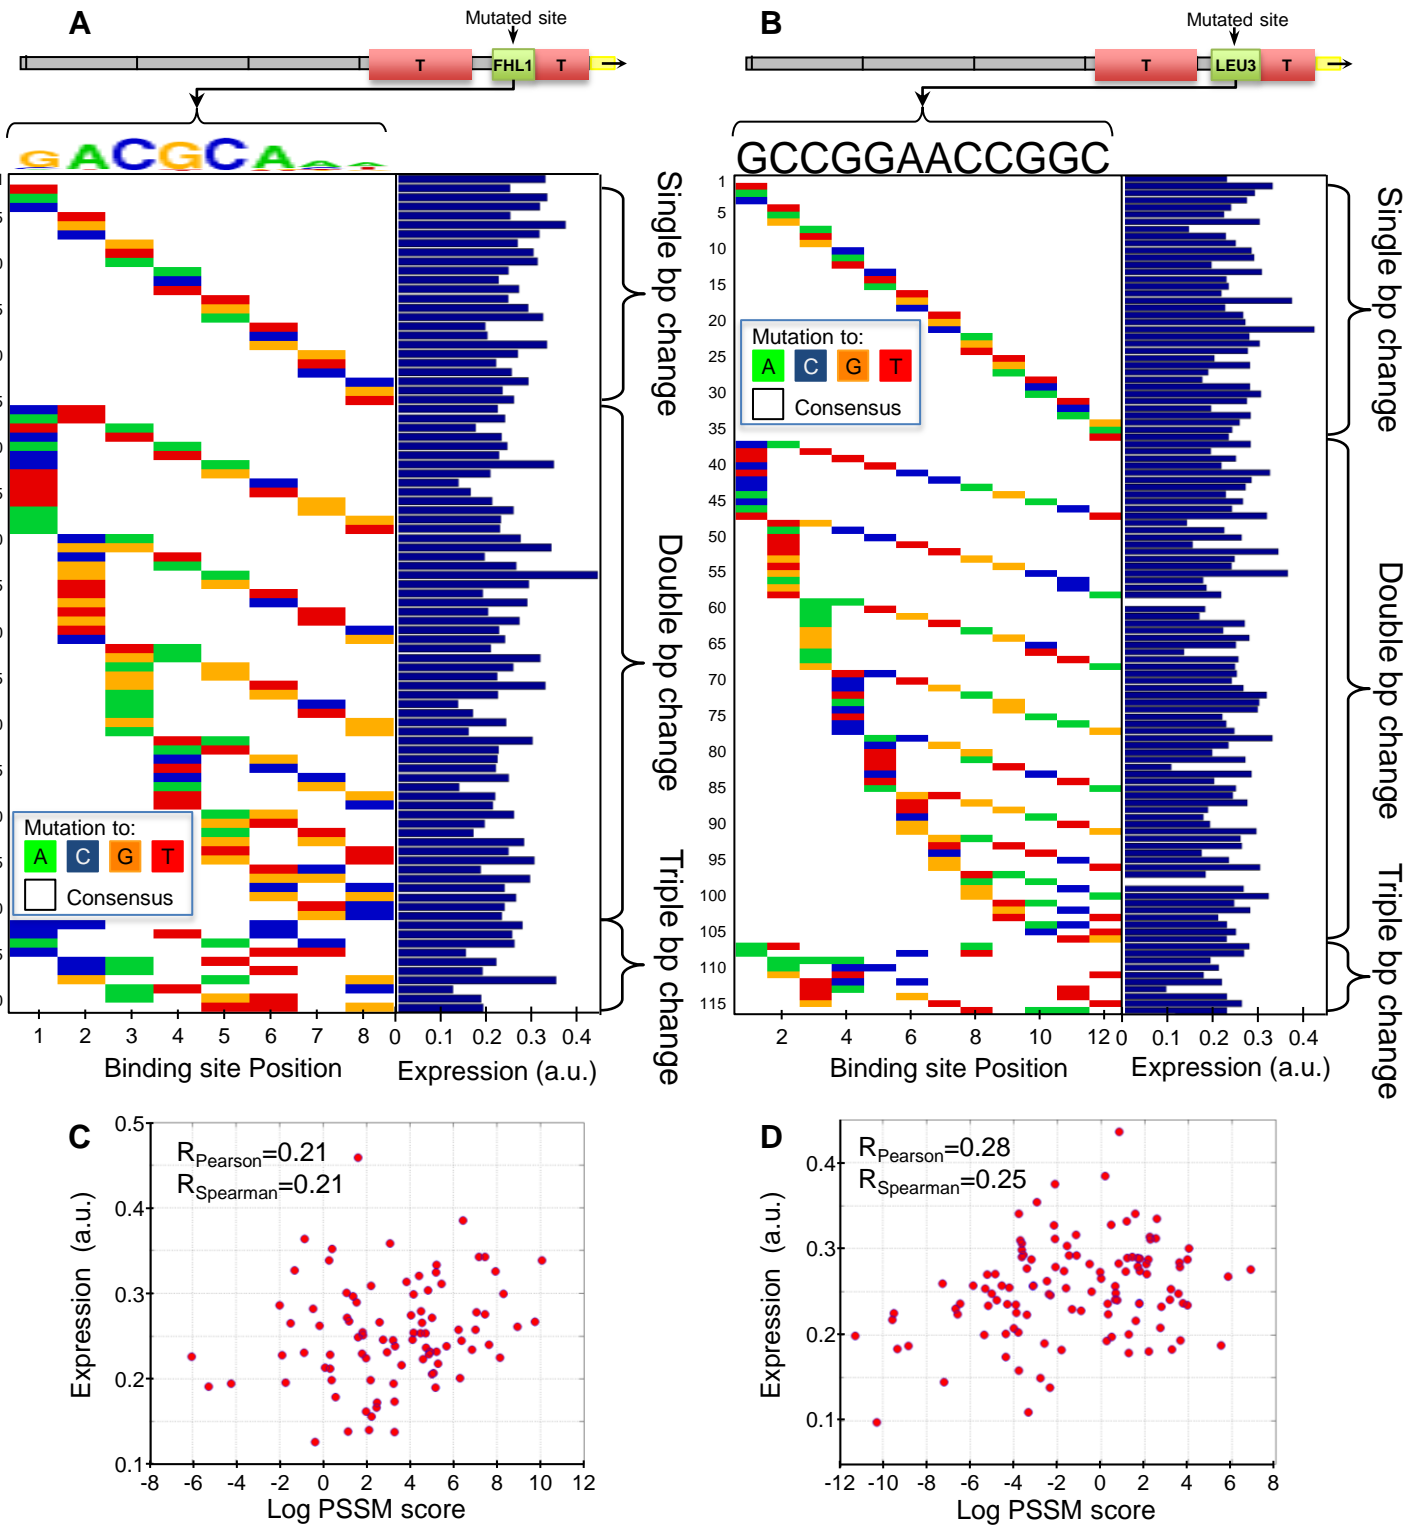 A
Mutated site
T
FHL1
T
GACGCAAA
Single bp change
Double bp change
Triple bp change
Mutation to:
A C G T
Consensus
1 2 3 4 5 6 7 8
0 0.1 0.2 0.3 0.4
Binding site Position
Expression (a.u.)
B
Mutated site
T
LEU3
T
GCCGGAACCGGC
1
5
10
15
20
25
30
35
40
45
50
55
60
65
70
75
80
85
90
95
100
105
110
115
Mutation to:
A C G T
Consensus
Single bp change
Double bp change
Triple bp change
2 4 6 8 10 12
0 0.1 0.2 0.3 0.4
Binding site Position
Expression (a.u.)
C
RPearson=0.21
RSpearman=0.21
Expression (a.u.)
0.5
0.4
0.3
0.2
0.1
-8 -6 -4 -2 0 2 4 6 8 10 12
Log PSSM score
D
RPearson=0.28
RSpearman=0.25
Expression (a.u.)
0.4
0.3
0.2
0.1
-12 -10 -8 -6 -4 -2 0 2 4 6 8
Log PSSM score